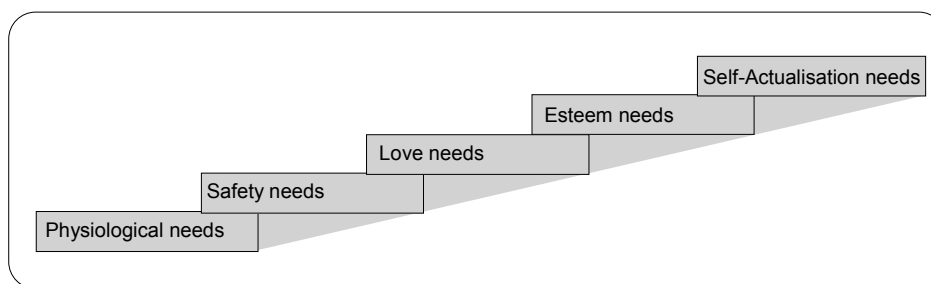 Self-Actualisation needs
Esteem needs
Love needs
Safety needs
Physiological needs